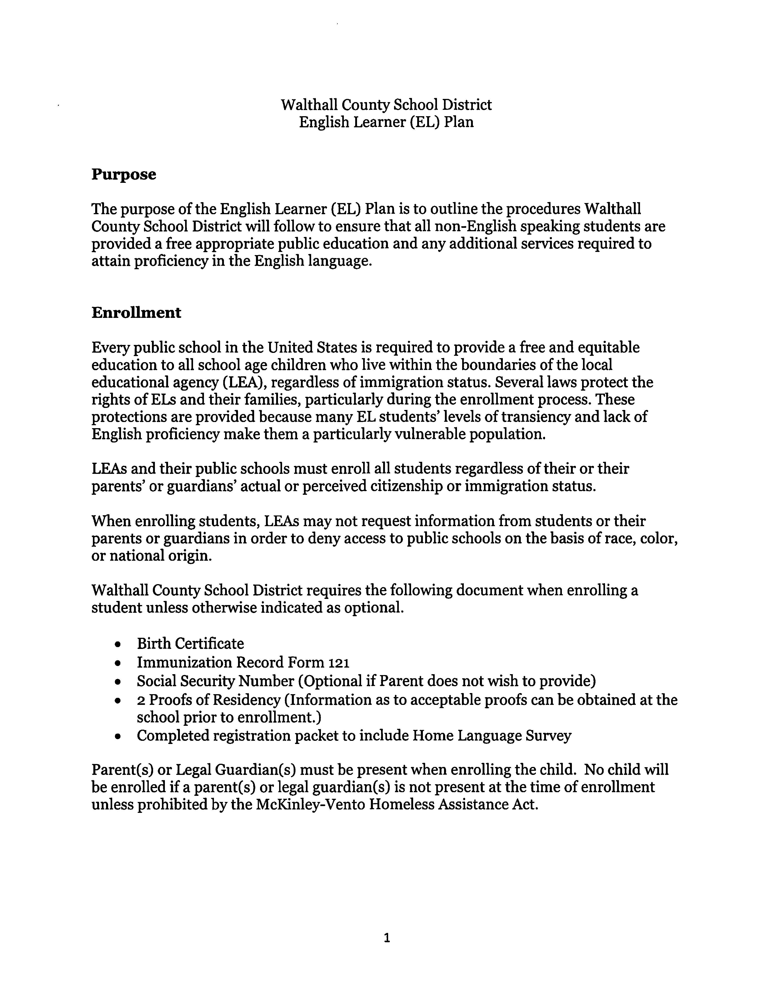 Walthall County School District
English Learner (EL) Plan
Purpose
The purpose of the English Learner (EL) Plan is to outline the procedures Walthall
County School District will follow to ensure that all non-English speaking students are
provided a free appropriate public education and any additional services required to
attain proficiency in the English language.
Enrollment
Every public school in the United States is required to provide a free and equitable
education to all school age children who live within the boundaries of the local
educational agency (LEA), regardless of immigration status. Several laws protect the
rights of ELs and their families, particularly during the enrollment process. These
protections are provided because many EL students’ levels of transiency and lack of
English proficiency make them a particularly vulnerable population.
LEAs and their public schools must enroll all students regardless of their or their
parents’ or guardians’ actual or perceived citizenship or immigration status.
When enrolling students, LEAs may not request information from students or their
parents or guardians in order to deny access to public schools on the basis of race, color,
or national origin.
Walthall County School District requires the following document when enrolling a
student unless otherwise indicated as optional.
• Birth Certificate
• Immunization Record Form 121
• Social Security Number (Optional if Parent does not wish to provide)
• 2 Proofs of Residency (Information as to acceptable proofs can be obtained at the
school prior to enrollment.)
• Completed registration packet to include Home Language Survey
Parent(s) or Legal Guardian(s) must be present when enrolling the child.  No child will
be enrolled if a parent(s) or legal guardian(s) is not present at the time of enrollment
unless prohibited by the McKinley-Vento Homeless Assistance Act.
1